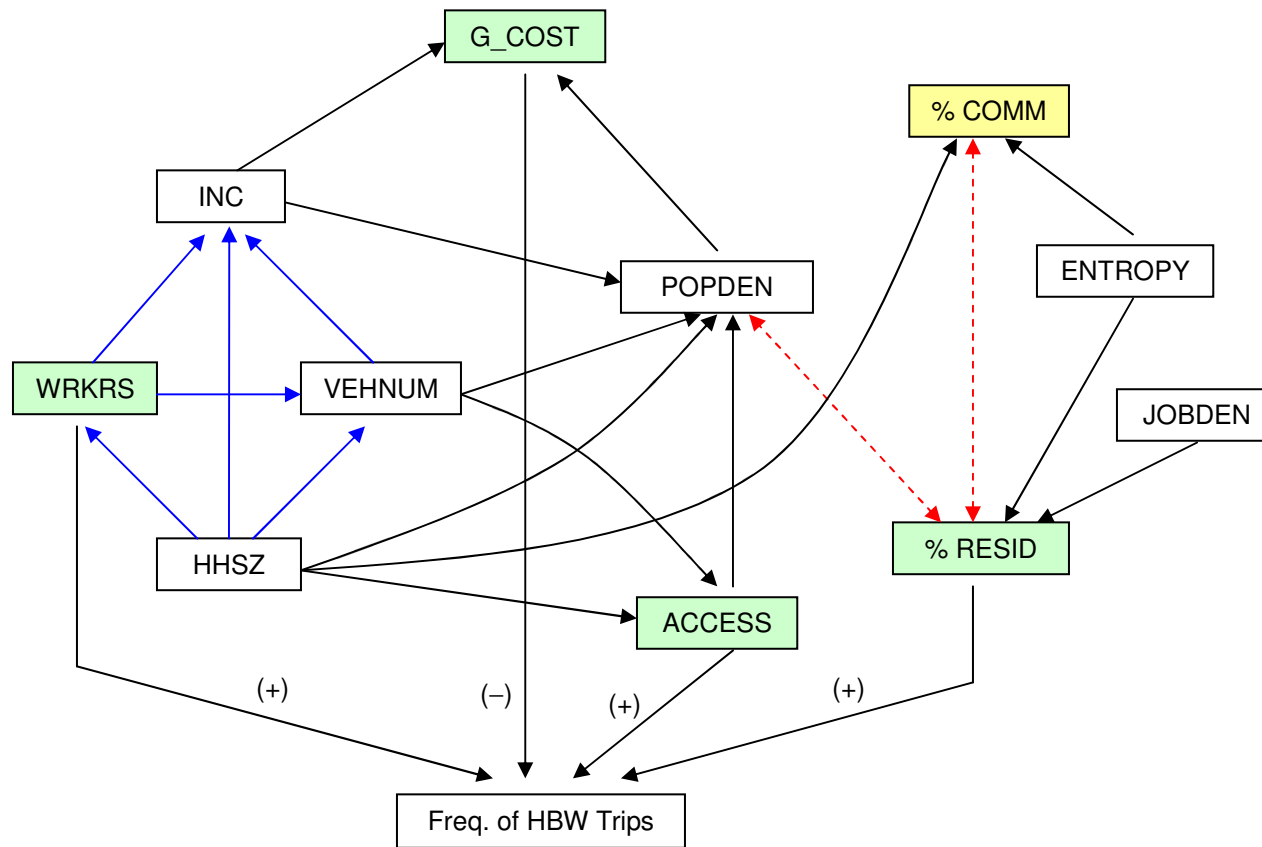 G_COST
% COMM
INC
ENTROPY
POPDEN
WRKRS
VEHNUM
JOBDEN
HHSZ
% RESID
ACCESS
(+)
(–)
(+)
(+)
Freq. of HBW Trips